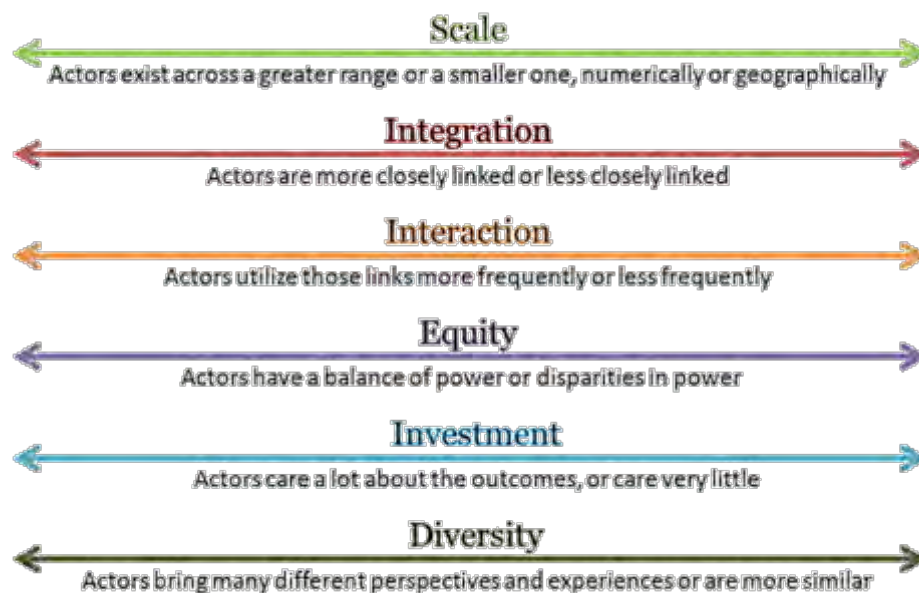 Scale
Actors exist across a greater range or a smaller one, numerically or geographically
Integration
Actors are more closely linked or less closely linked
Interaction
Actors utilize those links more frequently or less frequently
Equity
Actors have a balance of power or disparities in power
Investment
Actors care a lot about the outcomes, or care very little
Diversity
Actors bring many different perspectives and experiences or are more similar